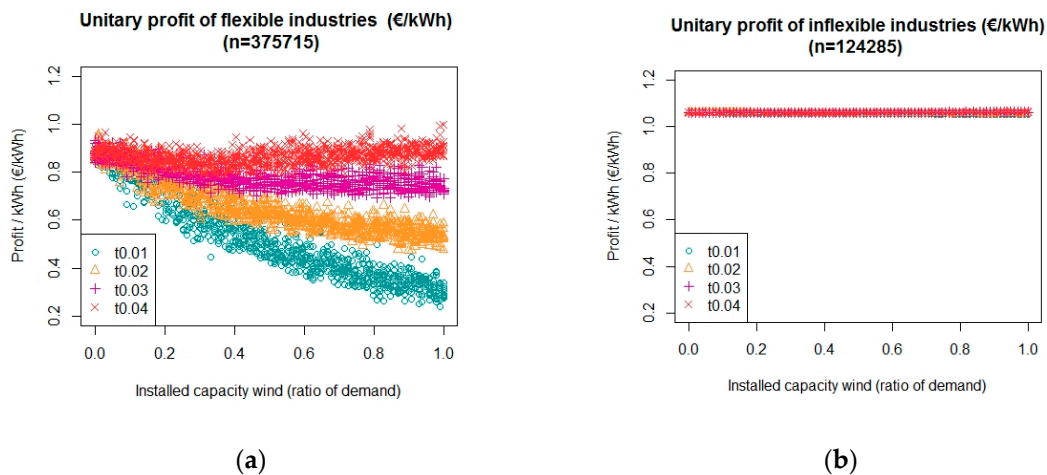 Unitary profit of flexible industries (€/kWh)
(n=375715)
Profit / kWh (€/kWh)
1.2
1.0
0.8
0.6
0.4
0.2
t0.01
t0.02
t0.03
t0.04
0.0 0.2 0.4 0.6 0.8 1.0
Installed capacity wind (ratio of demand)
(a)
Unitary profit of inflexible industries (€/kWh)
(n=124285)
Profit / kWh (€/kWh)
1.2
1.0
0.8
0.6
0.4
0.2
t0.01
t0.02
t0.03
t0.04
0.0 0.2 0.4 0.6 0.8 1.0
Installed capacity wind (ratio of demand)
(b)